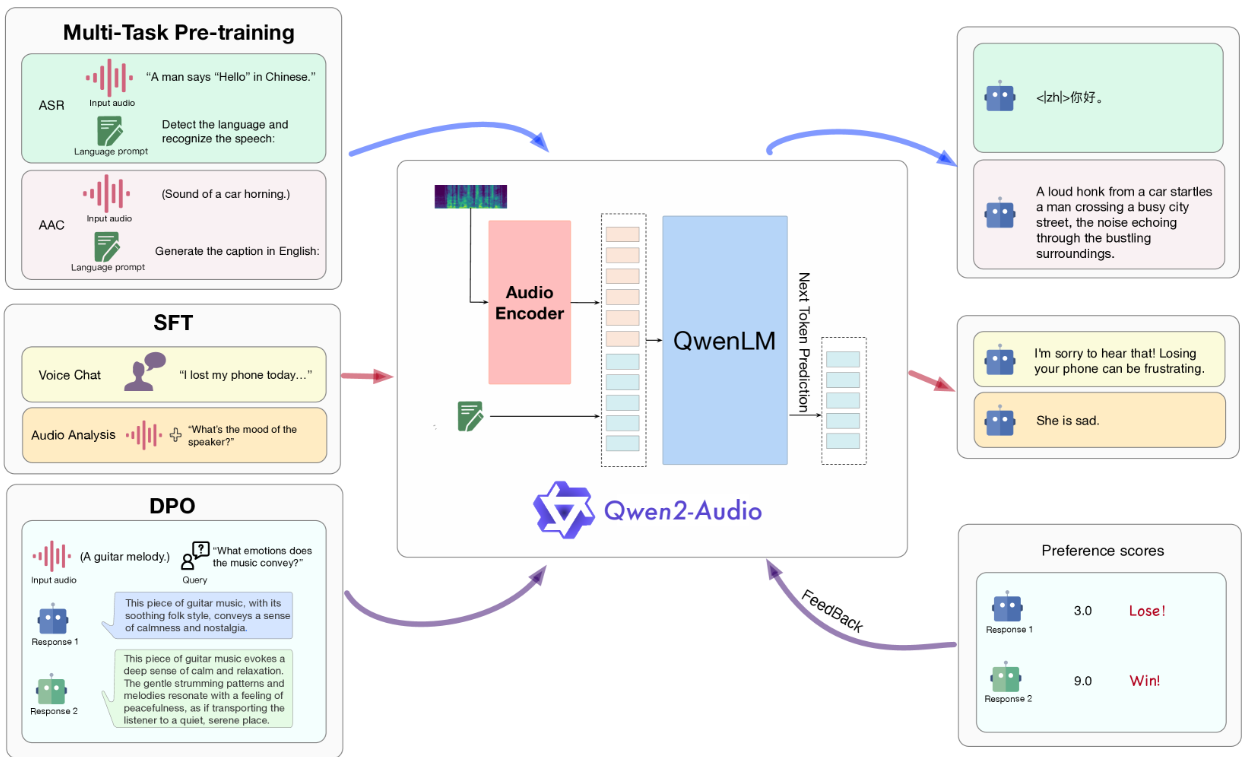 Multi-Task Pre-training
ASR
Input audio
“A man says “Hello” in Chinese.”
Language prompt
Detect the language and
recognize the speech:
AAC
Input audio
(Sound of a car horning.)
Language prompt
Generate the caption in English:
SFT
Voice Chat
“I lost my phone today…”
Audio Analysis
“What’s the mood of the
speaker?”
DPO
Input audio
(A guitar melody.)
Query
“What emotions does
the music convey?”
Response 1
This piece of guitar music, with its
soothing folk style, conveys a sense
of calmness and nostalgia.
Response 2
This piece of guitar music evokes a
deep sense of calm and relaxation.
The gentle strumming patterns and
melodies resonate with a feeling of
peacefulness, as if transporting the
listener to a quiet, serene place.
Audio
Encoder
QwenLM
Next Token Prediction
Qwen2-Audio
FeedBack
<|zh|>你好。
A loud honk from a car startles
a man crossing a busy city
street, the noise echoing
through the bustling
surroundings.
I'm sorry to hear that! Losing
your phone can be frustrating.
She is sad.
Preference scores
Response 1
3.0
Lose!
Response 2
9.0
Win!